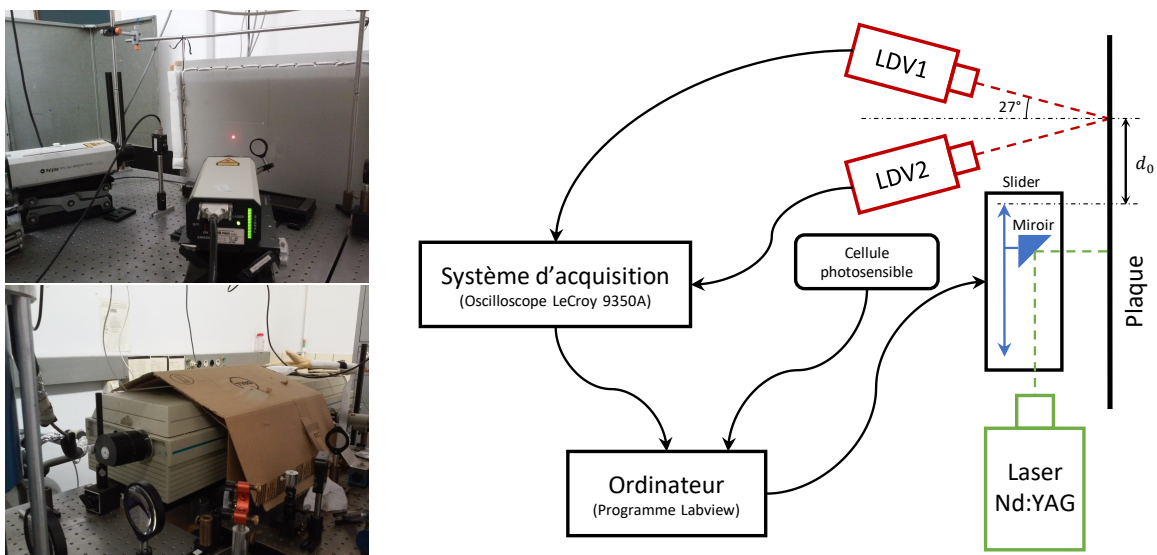 LDV1
27°
LDV2
d₀
Slider
Miroir
Cellule
photosensible
Système d'acquisition
(Oscilloscope LeCroy 9350A)
Plaque
Ordinateur
(Programme Labview)
Laser
Nd:YAG